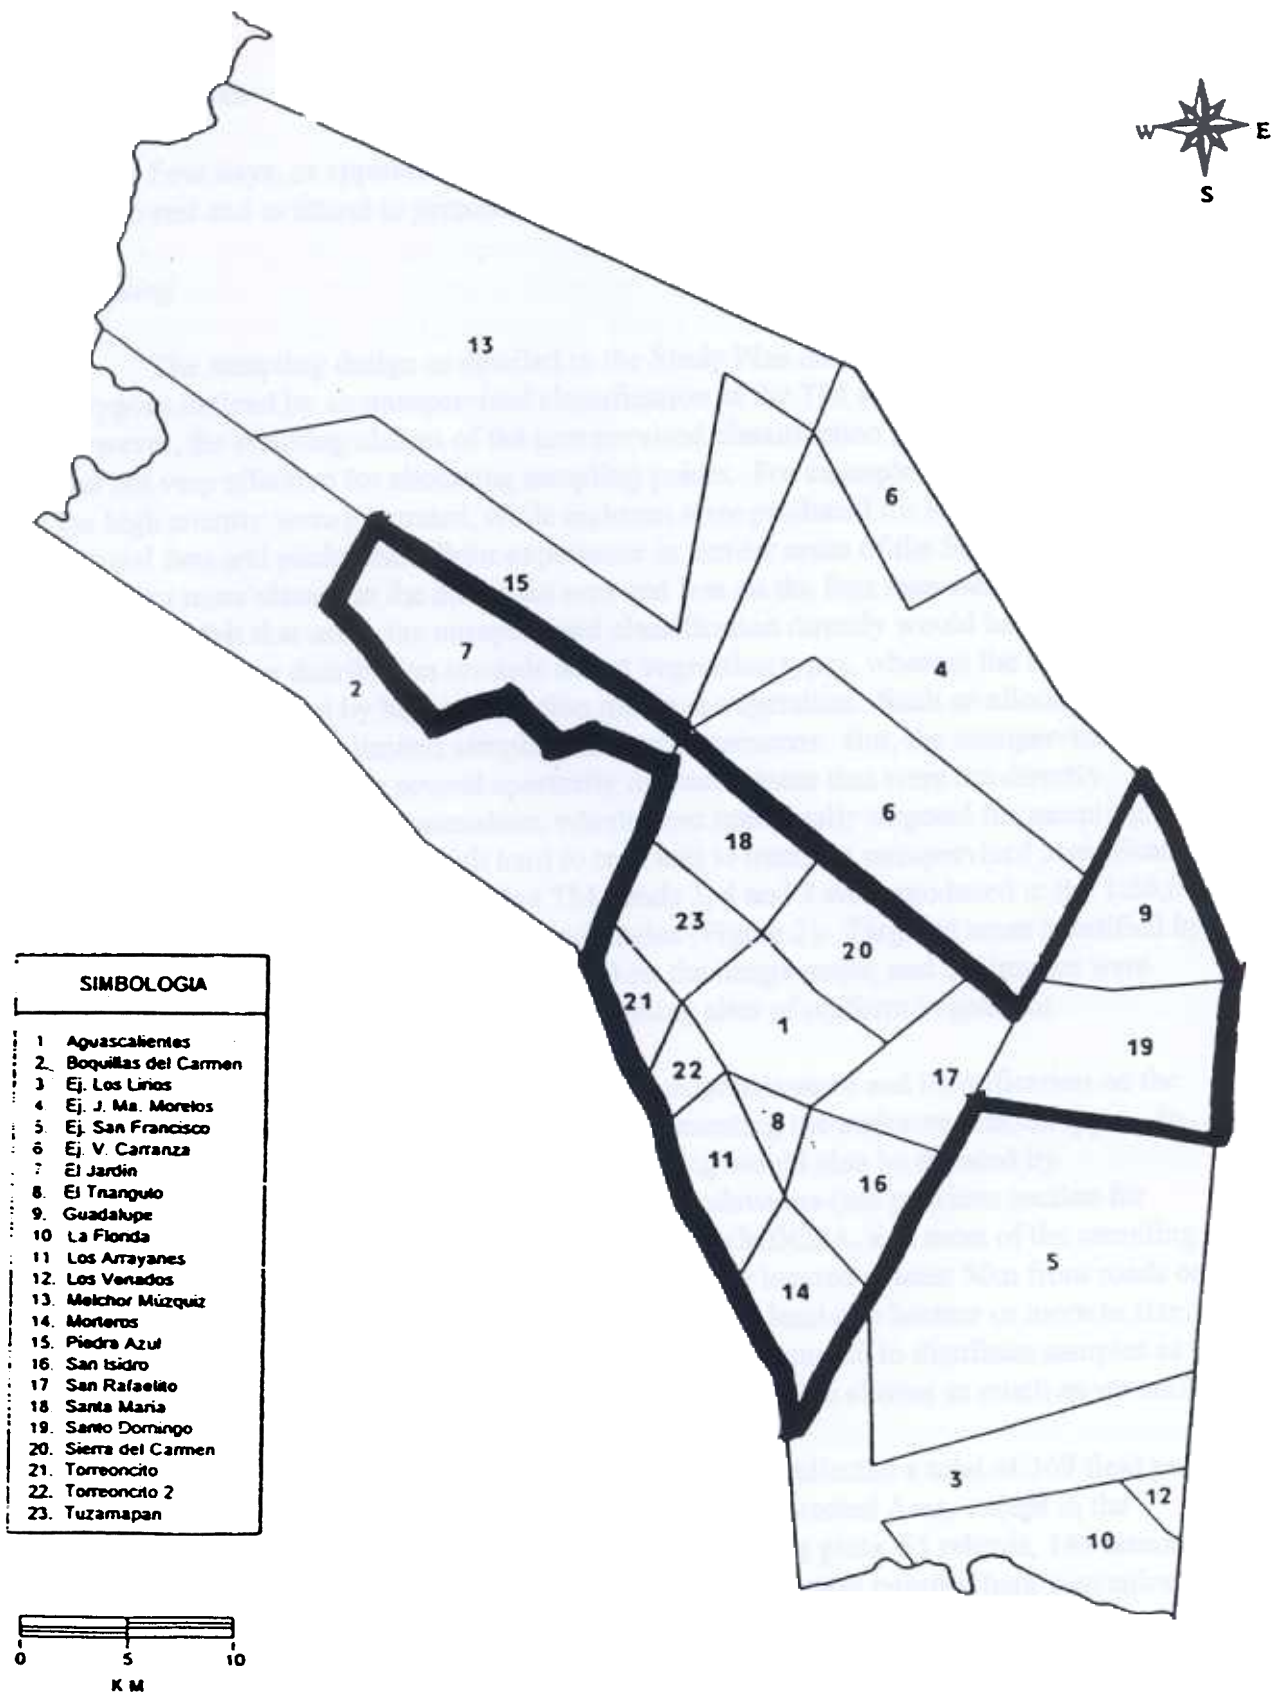 W E
S
13
6
15
7
2
4
6
18
9
23
20
21
1
19
22
17
8
11
16
5
14
3
12
10
SIMBOLOGIA
1 Aguascalientes
2. Boquillas del Carmen
3 Ej. Los Lirios
4 Ej. J. Ma. Morelos
5. Ej. San Francisco
6 Ej. V. Carranza
7 El Jardin
8. El Triangulo
9. Guadalupe
10 La Florida
11 Los Arrayanes
12. Los Venados
13. Melchor Múzquiz
14. Morteros
15. Piedra Azul
16. San Isidro
17 San Rafaelito
18 Santa Maria
19. Santo Domingo
20. Sierra del Carmen
21. Torreoncito
22. Torreoncito 2
23. Tuzamapan
0 5 10
KM